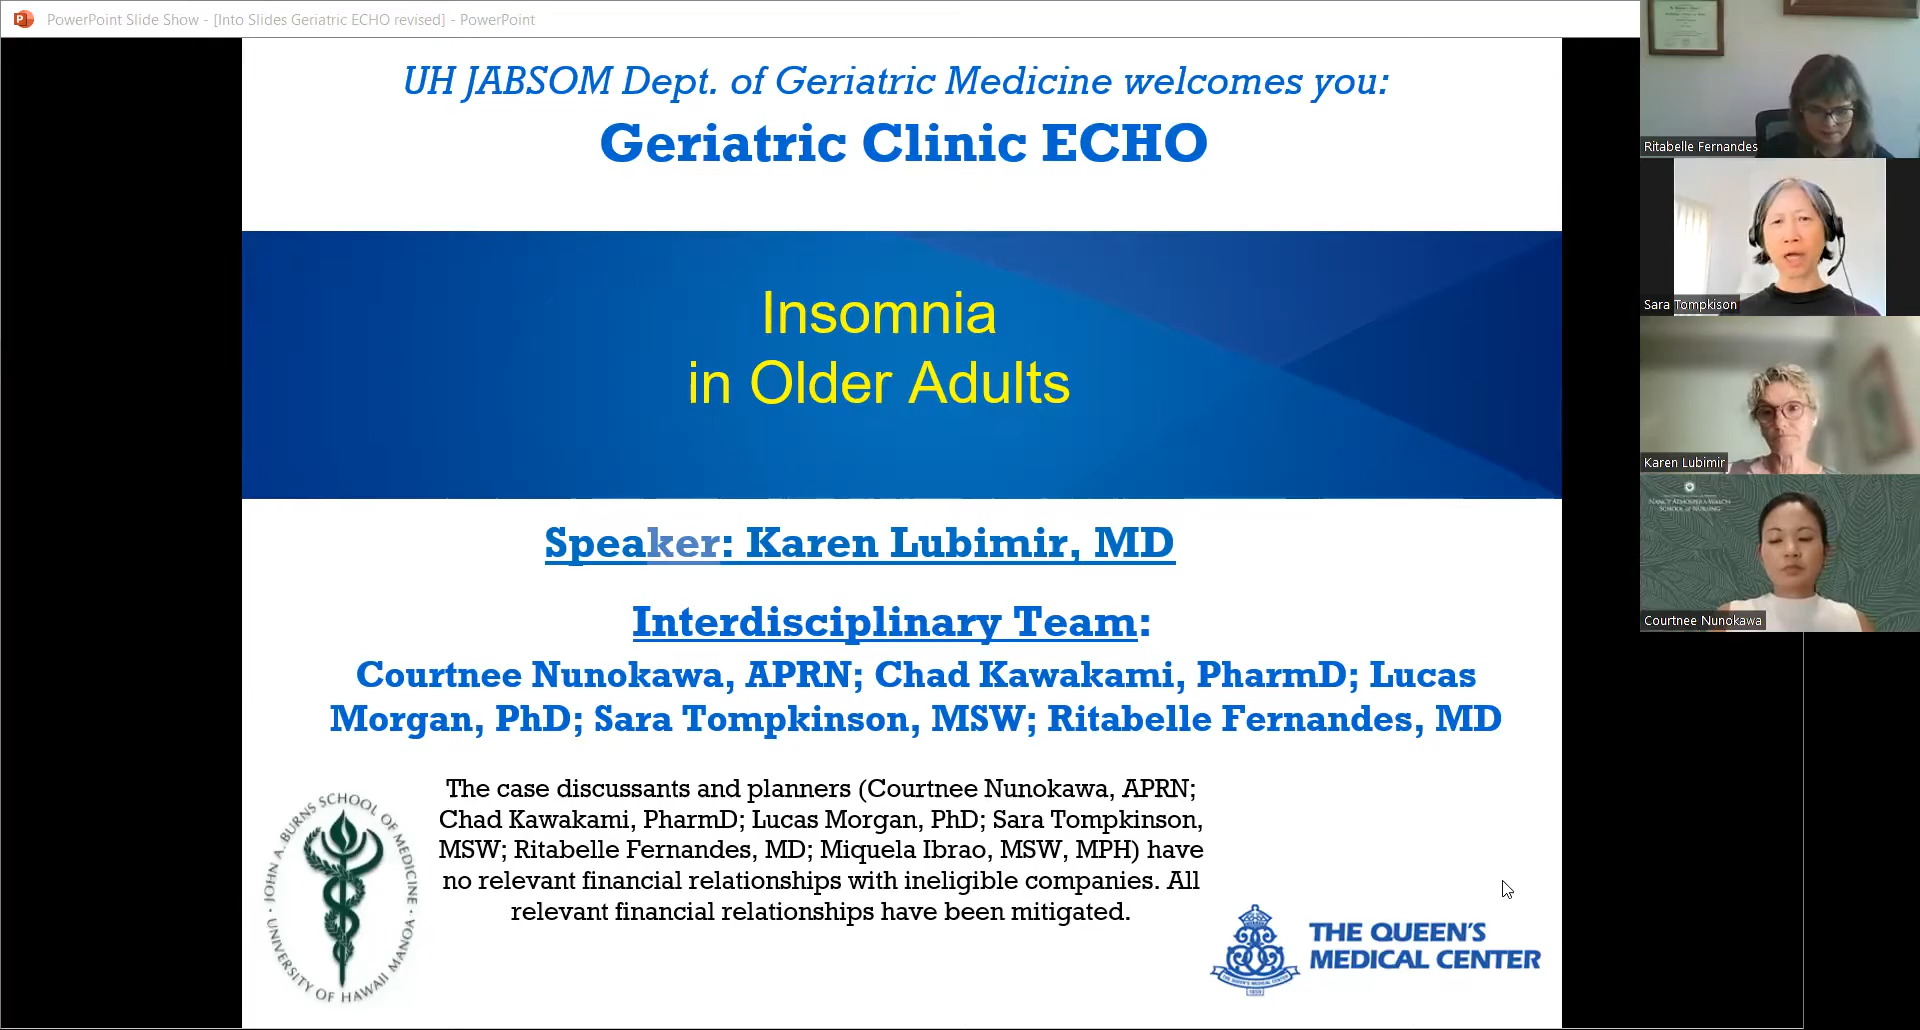 PowerPoint Slide Show - [Into Slides Geriatric ECHO revised] - PowerPoint
UH JABSOM Dept. of Geriatric Medicine welcomes you:
Geriatric Clinic ECHO
Insomnia
in Older Adults
Speaker: Karen Lubimir, MD
Interdisciplinary Team:
Courtnee Nunokawa, APRN; Chad Kawakami, PharmD; Lucas
Morgan, PhD; Sara Tompkinson, MSW; Ritabelle Fernandes, MD
The case discussants and planners (Courtnee Nunokawa, APRN;
Chad Kawakami, PharmD; Lucas Morgan, PhD; Sara Tompkinson,
MSW; Ritabelle Fernandes, MD; Miquela Ibrao, MSW, MPH) have
no relevant financial relationships with ineligible companies. All
relevant financial relationships have been mitigated.
JOHN A. BURNS SCHOOL OF MEDICINE
UNIVERSITY OF HAWAII MANOA
THE QUEEN'S
MEDICAL CENTER
Ritabelle Fernandes
Sara Tompkison
Karen Lubimir
SCHOOL of NURSING
Courtnee Nunokawa